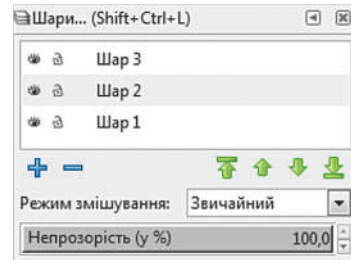 Шари... (Shift+Ctrl+L)
Шар 3
Шар 2
Шар 1
Режим змішування: Звичайний
Непрозорість (у %) 100,0